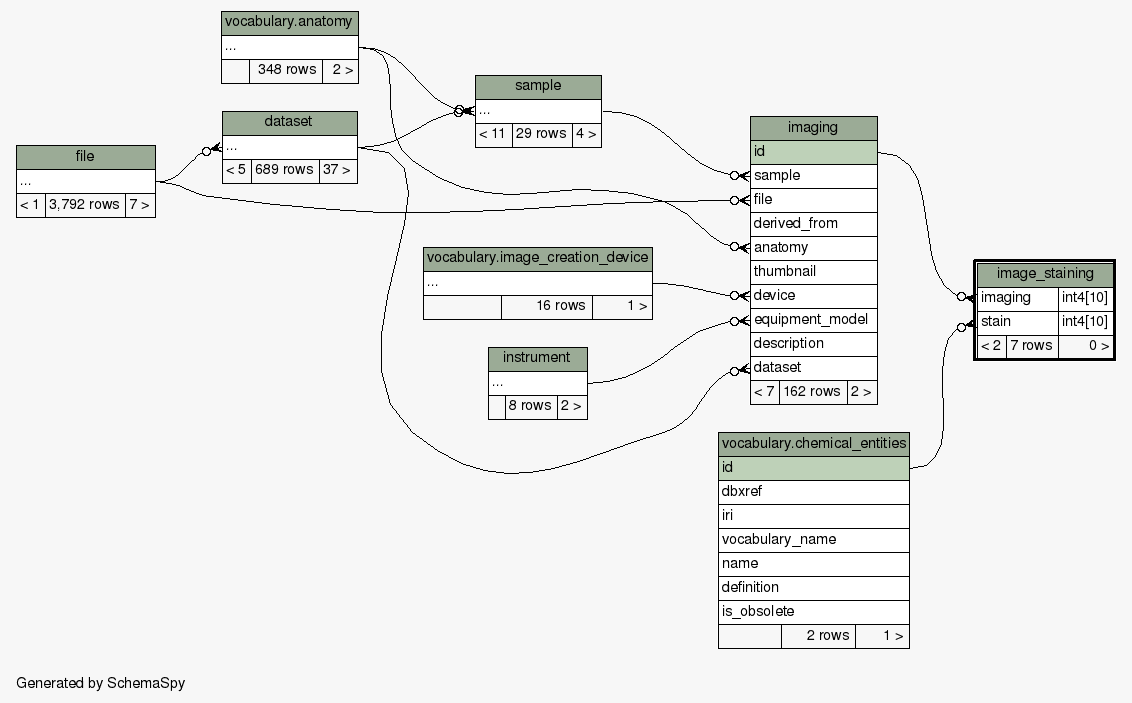 vocabulary.anatomy
...
348 rows 2 >
sample
...
< 11 29 rows 4 >
dataset
...
< 5 689 rows 37 >
file
...
< 1 3,792 rows 7 >
imaging
id
sample
file
derived_from
anatomy
thumbnail
device
equipment_model
description
dataset
< 7 162 rows 2 >
vocabulary.image_creation_device
...
16 rows 1 >
image_staining
imaging int4[10]
stain int4[10]
< 2 7 rows 0 >
instrument
...
8 rows 2 >
vocabulary.chemical_entities
id
dbxref
iri
vocabulary_name
name
definition
is_obsolete
2 rows 1 >
Generated by SchemaSpy